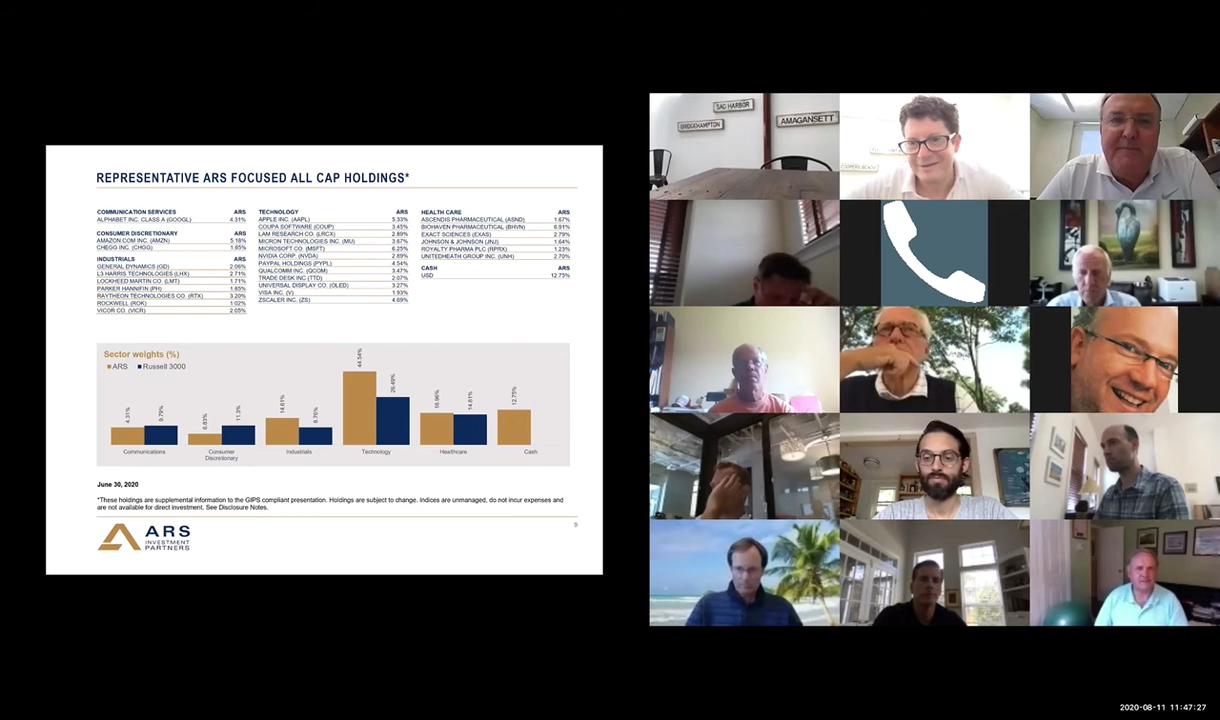 REPRESENTATIVE ARS FOCUSED ALL CAP HOLDINGS*
COMMUNICATION SERVICES ARS
ALPHABET INC. CLASS A (GOOGL) 4.31%
CONSUMER DISCRETIONARY ARS
AMAZON.COM INC. (AMZN) 5.18%
CHEGG INC. (CHGG) 1.65%
INDUSTRIALS ARS
GENERAL DYNAMICS (GD) 2.06%
L3 HARRIS TECHNOLOGIES (LHX) 2.71%
LOCKHEED MARTIN CO. (LMT) 1.71%
PARKER HANNIFIN (PH) 1.85%
RAYTHEON TECHNOLOGIES CO. (RTX) 3.20%
ROCKWELL (ROK) 1.02%
VICOR CO. (VICR) 2.05%
TECHNOLOGY ARS
APPLE INC. (AAPL) 5.33%
COUPA SOFTWARE (COUP) 3.45%
LAM RESEARCH CO. (LRCX) 2.89%
MICRON TECHNOLOGIES INC. (MU) 3.67%
MICROSOFT CO. (MSFT) 6.25%
NVIDIA CORP. (NVDA) 2.89%
PAYPAL HOLDINGS (PYPL) 4.54%
QUALCOMM INC. (QCOM) 3.47%
TRADE DESK INC (TTD) 2.07%
UNIVERSAL DISPLAY CO. (OLED) 3.27%
VISA INC. (V) 1.93%
ZSCALER INC. (ZS) 4.69%
HEALTH CARE ARS
ASCENDIS PHARMACEUTICAL (ASND) 1.67%
BIOHAVEN PHARMACEUTICAL (BHVN) 6.91%
EXACT SCIENCES (EXAS) 2.79%
JOHNSON & JOHNSON (JNJ) 1.64%
ROYALTY PHARMA PLC (RPRX) 1.23%
UNITEDHEATH GROUP INC. (UNH) 2.70%
CASH ARS
USD 12.75%
Sector weights (%)
ARS Russell 3000
4.31% 9.79% 6.83% 11.3% 14.61% 8.76% 44.54% 16.96% 14.81% 12.75%
Communications Consumer Discretionary Industrials Technology Healthcare Cash
June 30, 2020
*These holdings are supplemental information to the GIPS compliant presentation. Holdings are subject to change. Indices are unmanaged, do not incur expenses and
are not available for direct investment. See Disclosure Notes.
9
ARS
INVESTMENT
PARTNERS
SAG HARBOR
BRIDGEHAMPTON
AMAGANSETT
2020-08-11 11:47:27